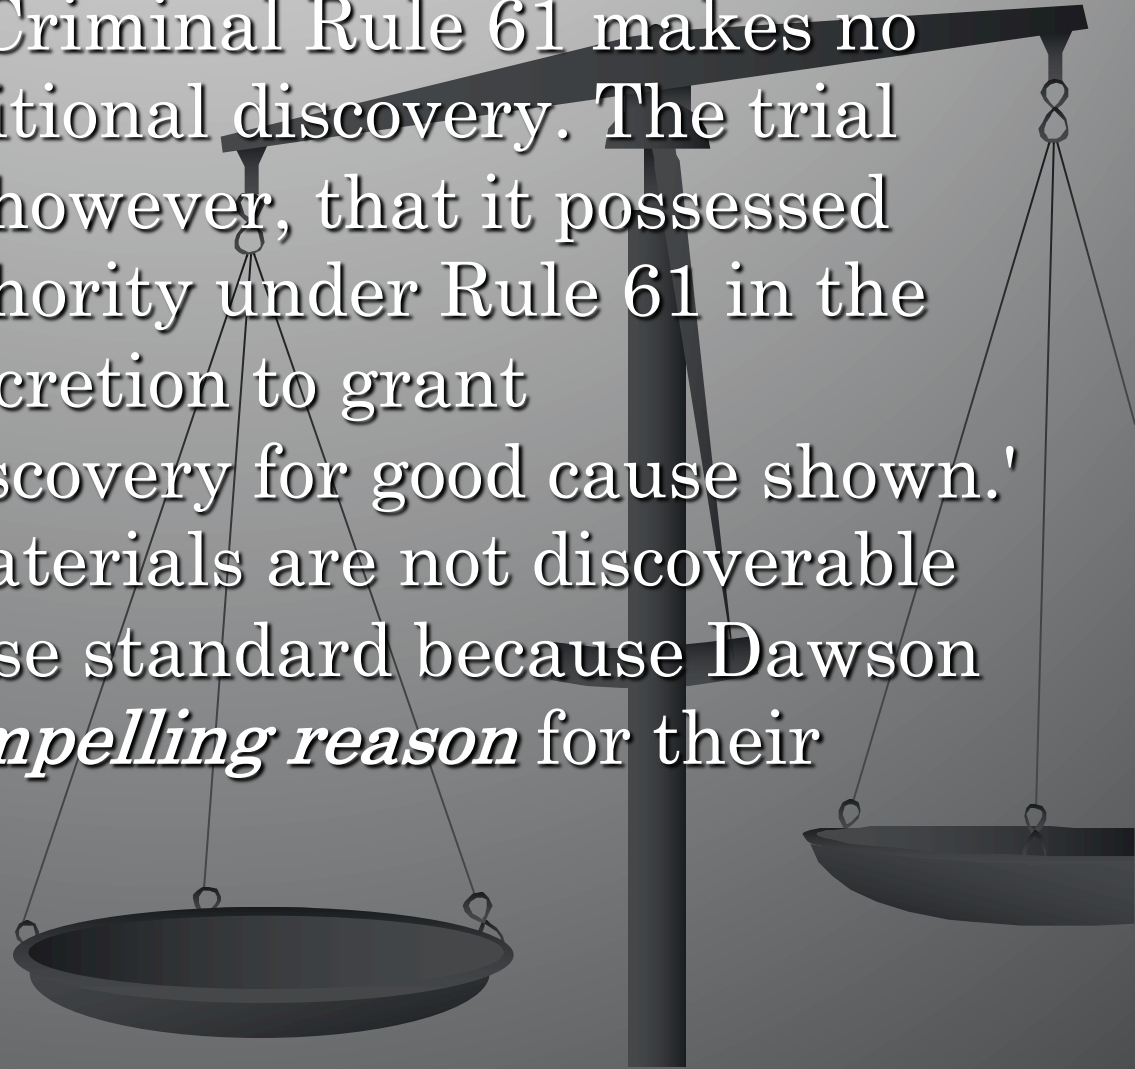 Criminal Rule 61 makes no
itional discovery. The trial
however, that it possessed
hority under Rule 61 in the
cretion to grant
scovery for good cause shown.'
aterials are not discoverable
se standard because Dawson
mpelling reason for their